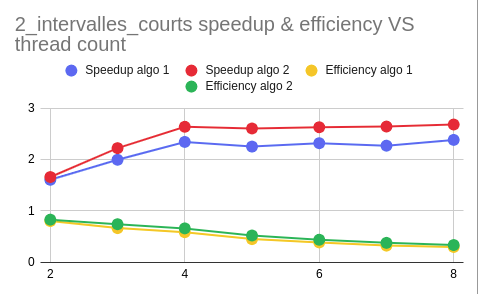 2_intervalles_courts speedup & efficiency VS
thread count
Speedup algo 1 Speedup algo 2 Efficiency algo 1
Efficiency algo 2
3
2
1
0
2 4 6 8